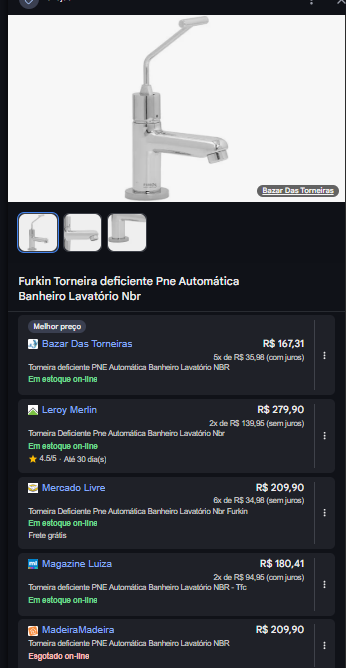 Bazar Das Torneiras
Furkin Torneira deficiente Pne Automática
Banheiro Lavatório Nbr
Melhor preço
Bazar Das Torneiras
R$ 167,31
5x de R$ 35,98 (com juros)
Torneira deficiente PNE Automática Banheiro Lavatório NBR
Em estoque on-line
Leroy Merlin
R$ 279,90
2x de R$ 139,95 (sem juros)
Torneira Deficiente Pne Automática Banheiro Lavatório Nbr
Em estoque on-line
4.5/5 · Até 30 dia(s)
Mercado Livre
R$ 209,90
6x de R$ 34,98 (sem juros)
Torneira Deficiente Pne Automática Banheiro Lavatório Nbr Furkin
Em estoque on-line
Frete grátis
Magazine Luiza
R$ 180,41
2x de R$ 94,95 (com juros)
Torneira deficiente PNE Automática Banheiro Lavatório NBR - Tfc
Em estoque on-line
MadeiraMadeira
R$ 209,90
Torneira deficiente PNE Automática Banheiro Lavatório NBR
Esgotado on-line